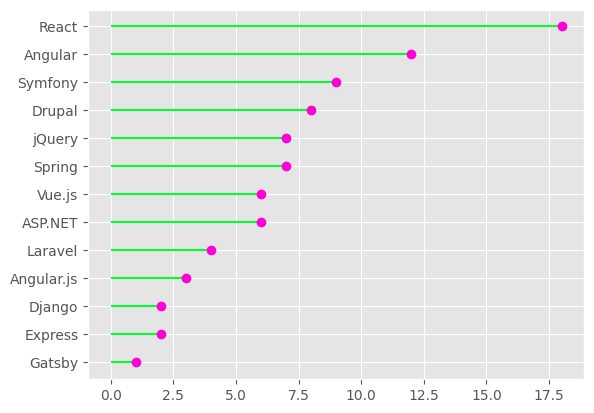 React
Angular
Symfony
Drupal
jQuery
Spring
Vue.js
ASP.NET
Laravel
Angular.js
Django
Express
Gatsby
0.0 2.5 5.0 7.5 10.0 12.5 15.0 17.5